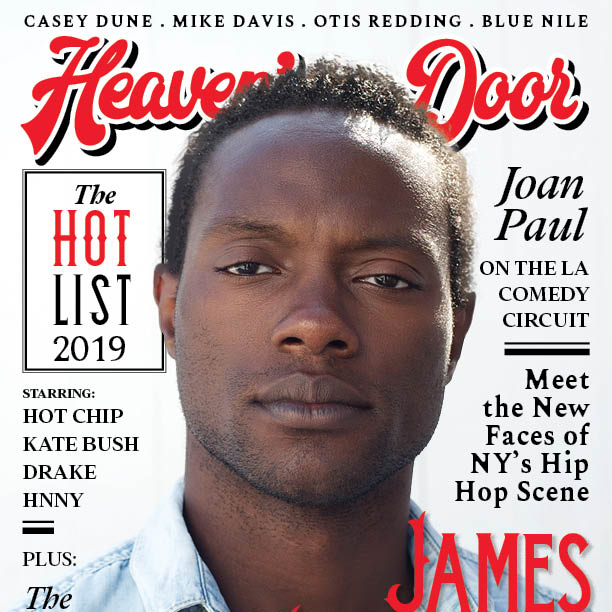 CASEY DUNE . MIKE DAVIS . OTIS REDDING . BLUE NILE
Heaven's Door
The
HOT
LIST
2019
STARRING:
HOT CHIP
KATE BUSH
DRAKE
HNNY
PLUS:
The
Joan
Paul
ON THE LA
COMEDY
CIRCUIT
Meet
the New
Faces of
NY's Hip
Hop Scene
JAMES